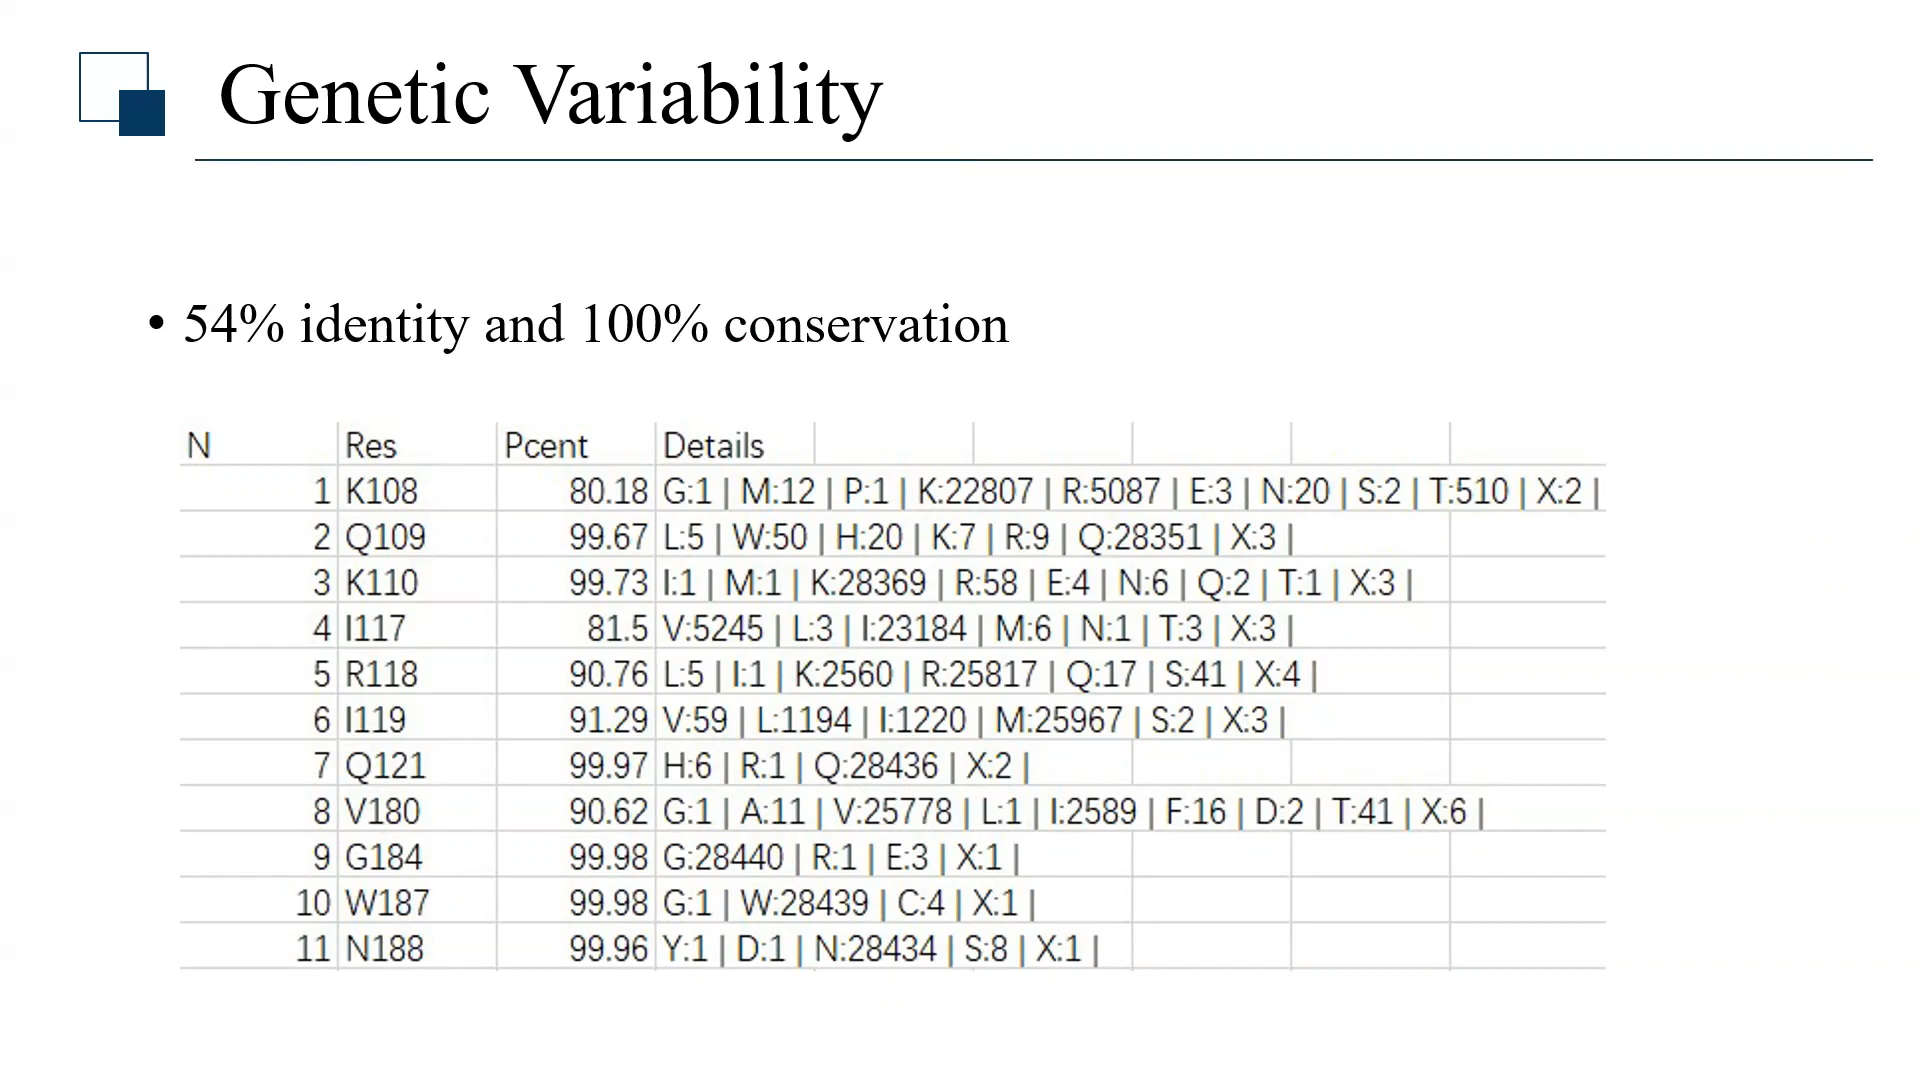 Genetic Variability
• 54% identity and 100% conservation
N Res Pcent Details
1 K108 80.18 G:1 | M:12 | P:1 | K:22807 | R:5087 | E:3 | N:20 | S:2 | T:510 | X:2 |
2 Q109 99.67 L:5 | W:50 | H:20 | K:7 | R:9 | Q:28351 | X:3 |
3 K110 99.73 I:1 | M:1 | K:28369 | R:58 | E:4 | N:6 | Q:2 | T:1 | X:3 |
4 I117 81.5 V:5245 | L:3 | I:23184 | M:6 | N:1 | T:3 | X:3 |
5 R118 90.76 L:5 | I:1 | K:2560 | R:25817 | Q:17 | S:41 | X:4 |
6 I119 91.29 V:59 | L:1194 | I:1220 | M:25967 | S:2 | X:3 |
7 Q121 99.97 H:6 | R:1 | Q:28436 | X:2 |
8 V180 90.62 G:1 | A:11 | V:25778 | L:1 | I:2589 | F:16 | D:2 | T:41 | X:6 |
9 G184 99.98 G:28440 | R:1 | E:3 | X:1 |
10 W187 99.98 G:1 | W:28439 | C:4 | X:1 |
11 N188 99.96 Y:1 | D:1 | N:28434 | S:8 | X:1 |